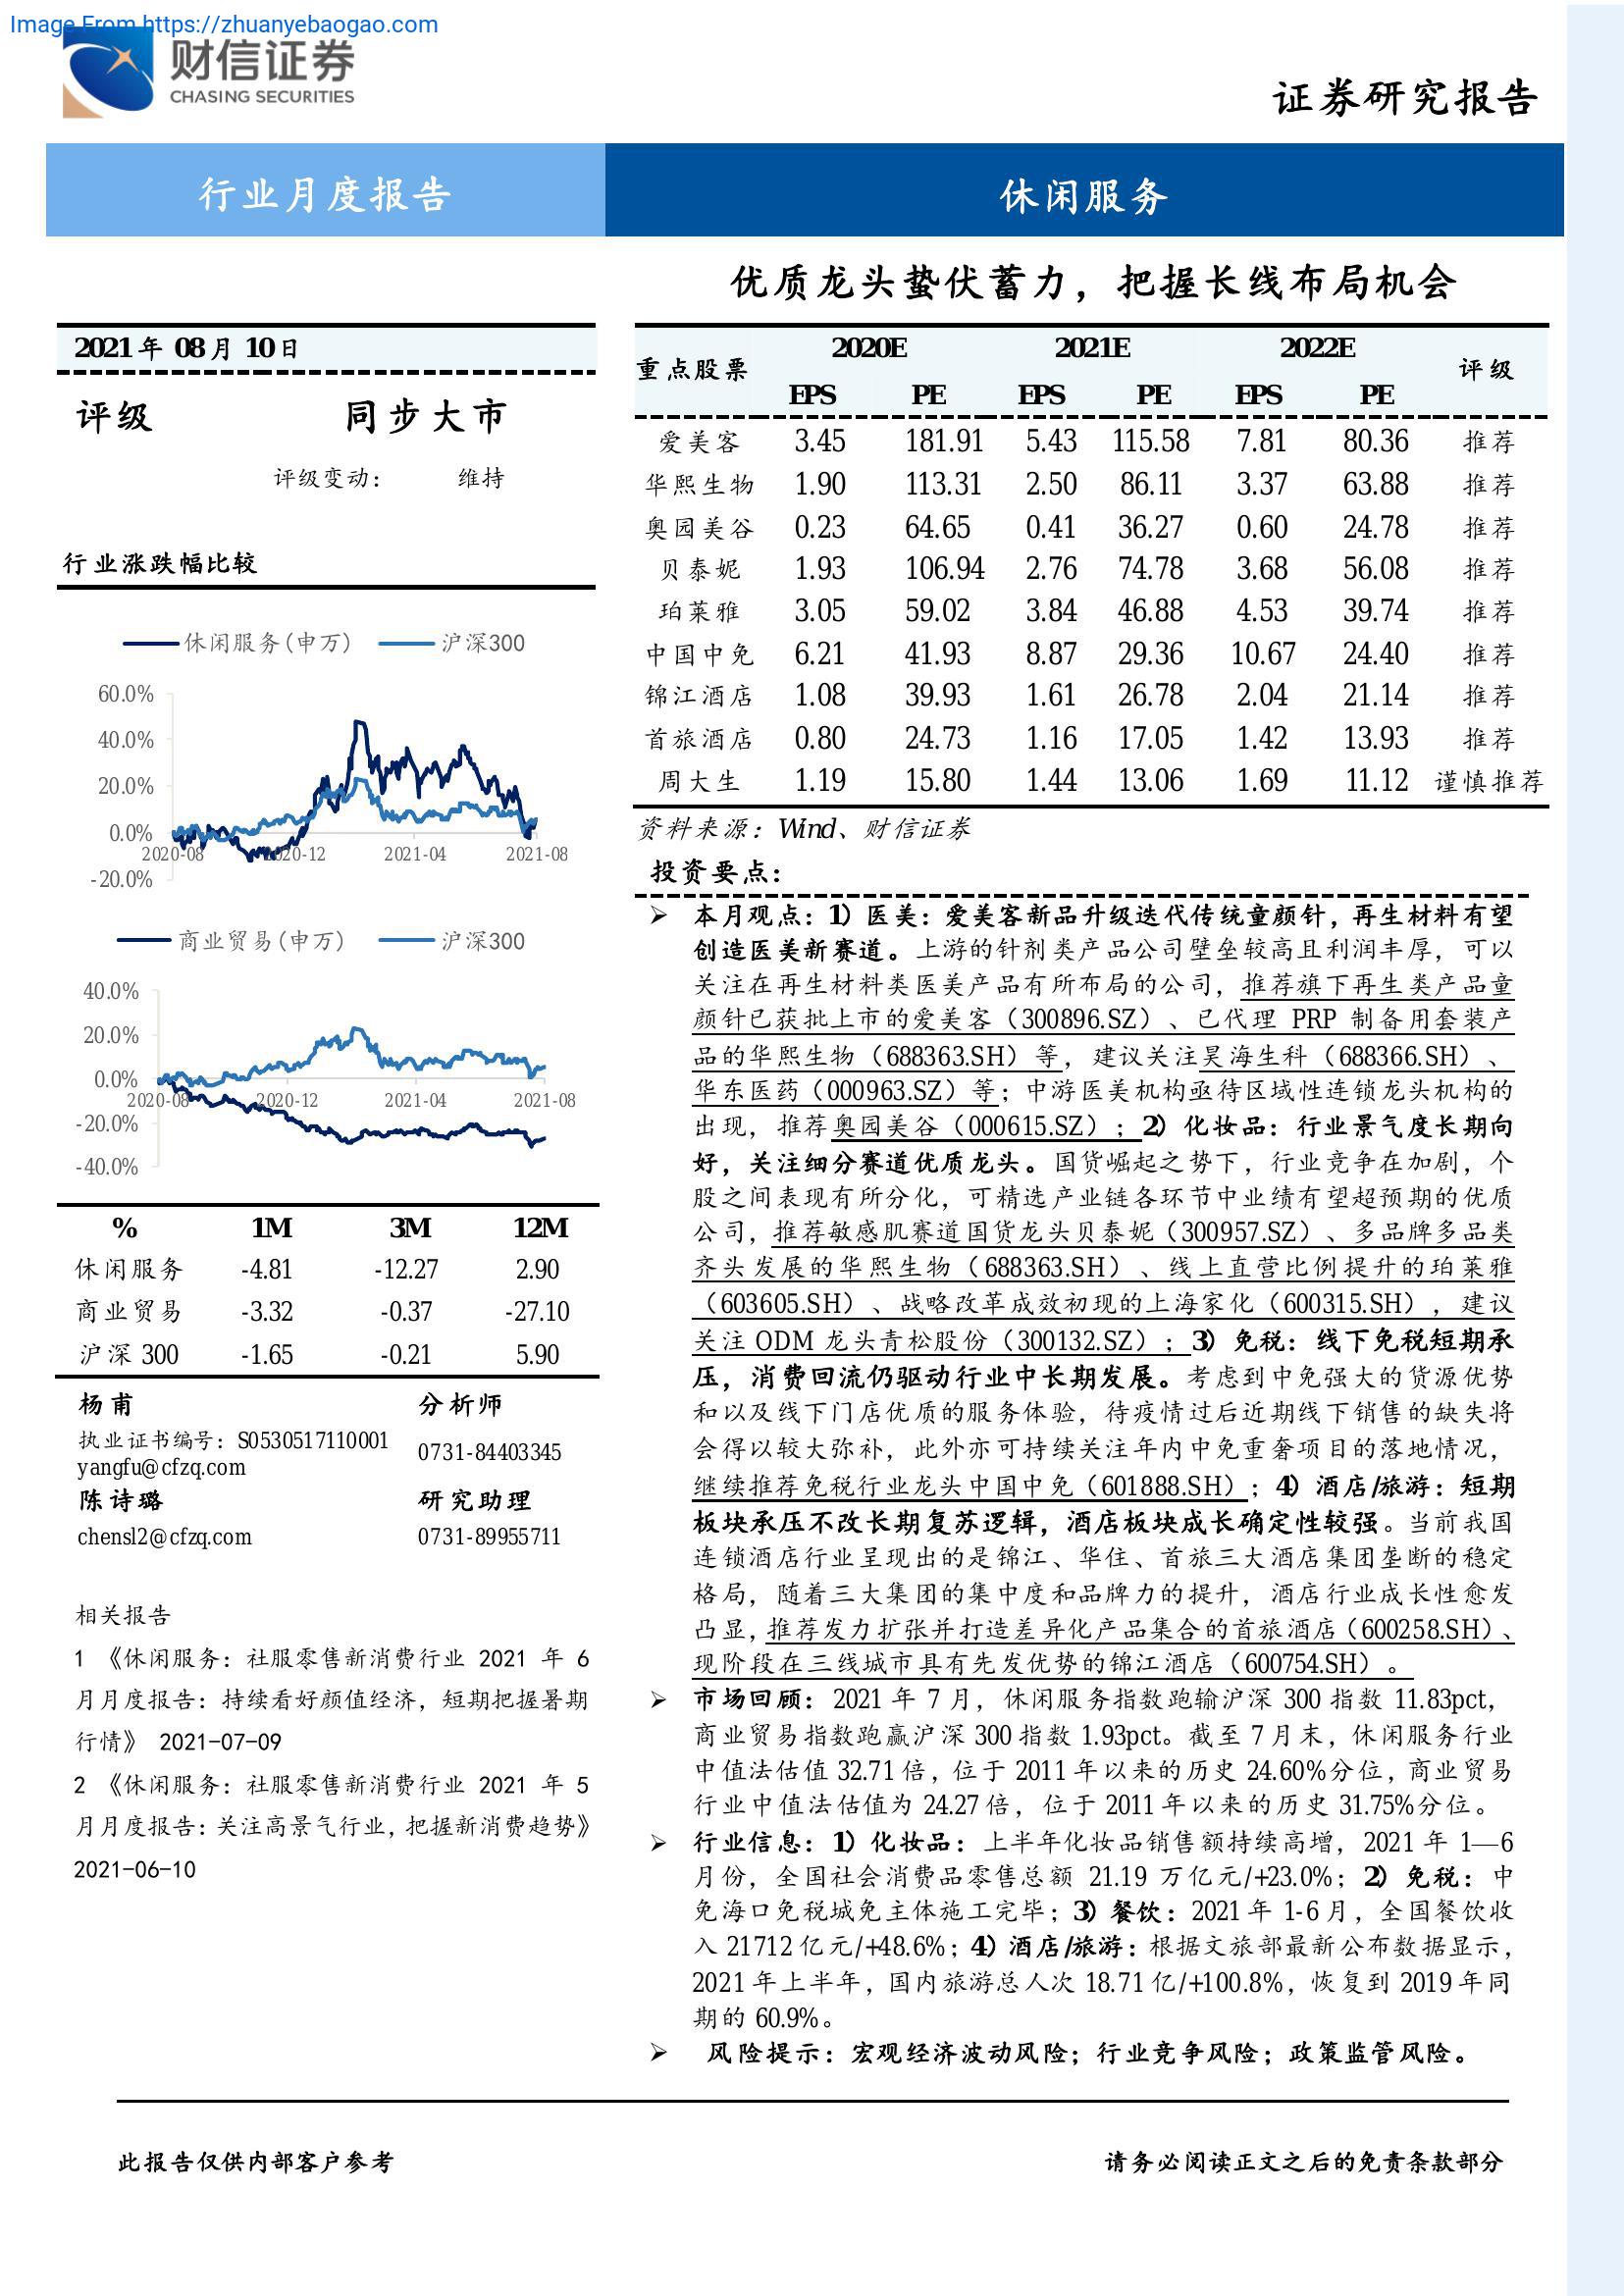 Image From https://zhuanyebaogao.com
财信证券
CHASING SECURITIES
证券研究报告
行业月度报告
休闲服务
优质龙头蛰伏蓄力，把握长线布局机会
2021 年 08 月 10 日
评级 同步大市
评级变动： 维持
行业涨跌幅比较
休闲服务(申万) 沪深300
60.0%
40.0%
20.0%
0.0%
2020-08 2020-12 2021-04 2021-08
-20.0%
商业贸易(申万) 沪深300
40.0%
20.0%
0.0%
2020-08 2020-12 2021-04 2021-08
-20.0%
-40.0%
% 1M 3M 12M
休闲服务 -4.81 -12.27 2.90
商业贸易 -3.32 -0.37 -27.10
沪深 300 -1.65 -0.21 5.90
杨甫 分析师
执业证书编号：S0530517110001 0731-84403345
yangfu@cfzq.com
陈诗璐 研究助理
chensl2@cfzq.com 0731-89955711
相关报告
1 《休闲服务：社服零售新消费行业 2021 年 6
月月度报告：持续看好颜值经济，短期把握暑期
行情》 2021-07-09
2 《休闲服务：社服零售新消费行业 2021 年 5
月月度报告：关注高景气行业，把握新消费趋势》
2021-06-10
重点股票 2020E 2021E 2022E 评级
EPS PE EPS PE EPS PE
爱美客 3.45 181.91 5.43 115.58 7.81 80.36 推荐
华熙生物 1.90 113.31 2.50 86.11 3.37 63.88 推荐
奥园美谷 0.23 64.65 0.41 36.27 0.60 24.78 推荐
贝泰妮 1.93 106.94 2.76 74.78 3.68 56.08 推荐
珀莱雅 3.05 59.02 3.84 46.88 4.53 39.74 推荐
中国中免 6.21 41.93 8.87 29.36 10.67 24.40 推荐
锦江酒店 1.08 39.93 1.61 26.78 2.04 21.14 推荐
首旅酒店 0.80 24.73 1.16 17.05 1.42 13.93 推荐
周大生 1.19 15.80 1.44 13.06 1.69 11.12 谨慎推荐
资料来源：Wind、财信证券
投资要点：
➢ 本月观点：1）医美：爱美客新品升级迭代传统童颜针，再生材料有望
创造医美新赛道。上游的针剂类产品公司壁垒较高且利润丰厚，可以
关注在再生材料类医美产品有所布局的公司，推荐旗下再生类产品童
颜针已获批上市的爱美客（300896.SZ）、已代理 PRP 制备用套装产
品的华熙生物（688363.SH）等，建议关注昊海生科（688366.SH）、
华东医药（000963.SZ）等；中游医美机构亟待区域性连锁龙头机构的
出现，推荐奥园美谷（000615.SZ）；2）化妆品：行业景气度长期向
好，关注细分赛道优质龙头。国货崛起之势下，行业竞争在加剧，个
股之间表现有所分化，可精选产业链各环节中业绩有望超预期的优质
公司，推荐敏感肌赛道国货龙头贝泰妮（300957.SZ）、多品牌多品类
齐头发展的华熙生物（688363.SH）、线上直营比例提升的珀莱雅
（603605.SH）、战略改革成效初现的上海家化（600315.SH），建议
关注 ODM 龙头青松股份（300132.SZ）；3）免税：线下免税短期承
压，消费回流仍驱动行业中长期发展。考虑到中免强大的货源优势
和以及线下门店优质的服务体验，待疫情过后近期线下销售的缺失将
会得以较大弥补，此外亦可持续关注年内中免重奢项目的落地情况，
继续推荐免税行业龙头中国中免（601888.SH）；4）酒店/旅游：短期
板块承压不改长期复苏逻辑，酒店板块成长确定性较强。当前我国
连锁酒店行业呈现出的是锦江、华住、首旅三大酒店集团垄断的稳定
格局，随着三大集团的集中度和品牌力的提升，酒店行业成长性愈发
凸显，推荐发力扩张并打造差异化产品集合的首旅酒店（600258.SH）、
现阶段在三线城市具有先发优势的锦江酒店（600754.SH）。
➢ 市场回顾：2021 年 7 月，休闲服务指数跑输沪深 300 指数 11.83pct，
商业贸易指数跑赢沪深 300 指数 1.93pct。截至 7 月末，休闲服务行业
中值法估值 32.71 倍，位于 2011 年以来的历史 24.60%分位，商业贸易
行业中值法估值为 24.27 倍，位于 2011 年以来的历史 31.75%分位。
➢ 行业信息：1）化妆品：上半年化妆品销售额持续高增，2021 年 1—6
月份，全国社会消费品零售总额 21.19 万亿元/+23.0%；2）免税：中
免海口免税城免主体施工完毕；3）餐饮：2021 年 1-6 月，全国餐饮收
入 21712 亿元/+48.6%；4）酒店/旅游：根据文旅部最新公布数据显示，
2021 年上半年，国内旅游总人次 18.71 亿/+100.8%，恢复到 2019 年同
期的 60.9%。
➢ 风险提示：宏观经济波动风险；行业竞争风险；政策监管风险。
此报告仅供内部客户参考
请务必阅读正文之后的免责条款部分